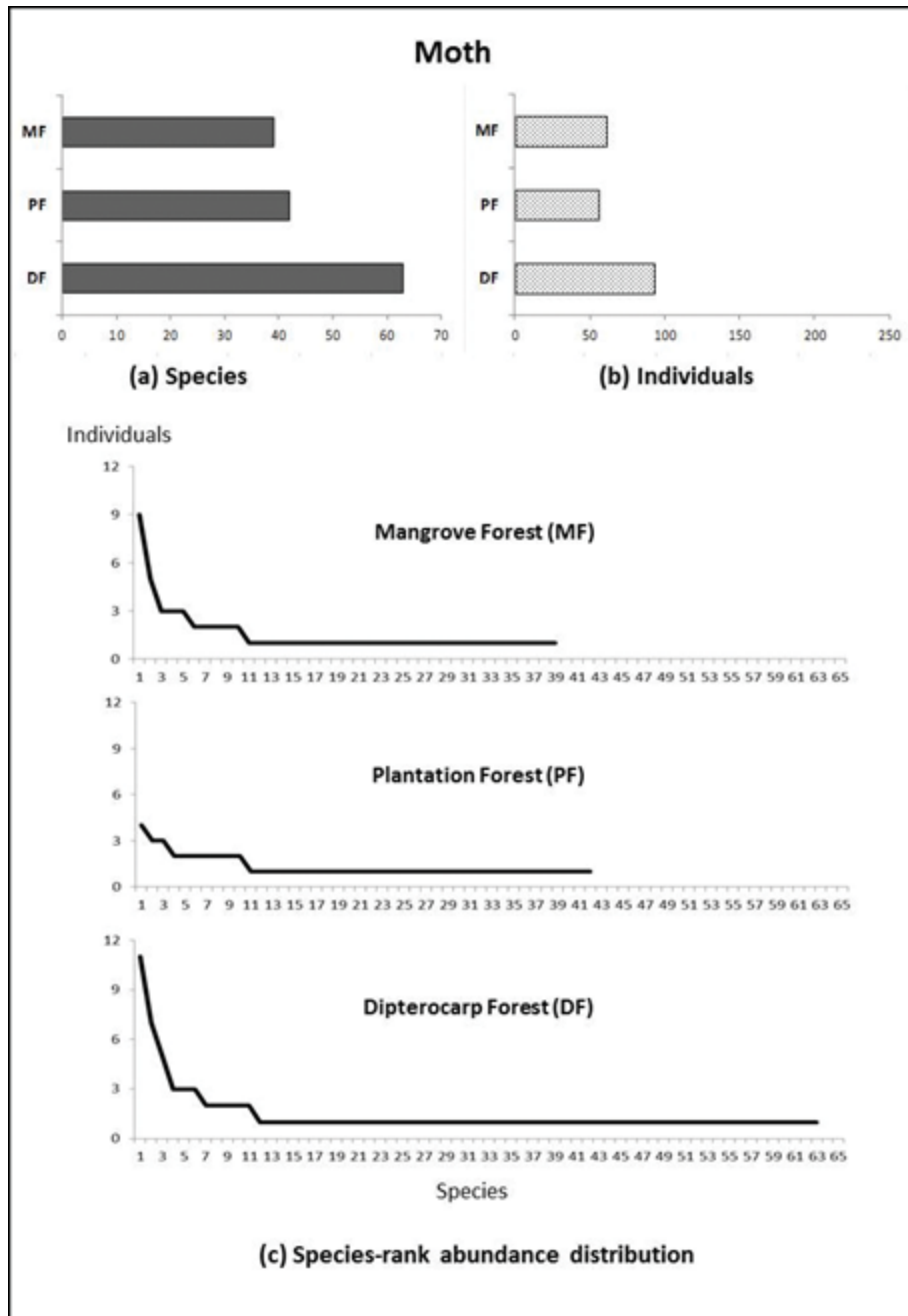 Moth
MF
PF
DF
0 10 20 30 40 50 60 70
(a) Species
MF
PF
DF
0 50 100 150 200 250
(b) Individuals
Individuals
12
9
6
3
0
Mangrove Forest (MF)
1 3 5 7 9 11 13 15 17 19 21 23 25 27 29 31 33 35 37 39 41 43 45 47 49 51 53 55 57 59 61 63 65
12
9
6
3
0
Plantation Forest (PF)
1 3 5 7 9 11 13 15 17 19 21 23 25 27 29 31 33 35 37 39 41 43 45 47 49 51 53 55 57 59 61 63 65
12
9
6
3
0
Dipterocarp Forest (DF)
1 3 5 7 9 11 13 15 17 19 21 23 25 27 29 31 33 35 37 39 41 43 45 47 49 51 53 55 57 59 61 63 65
Species
(c) Species-rank abundance distribution